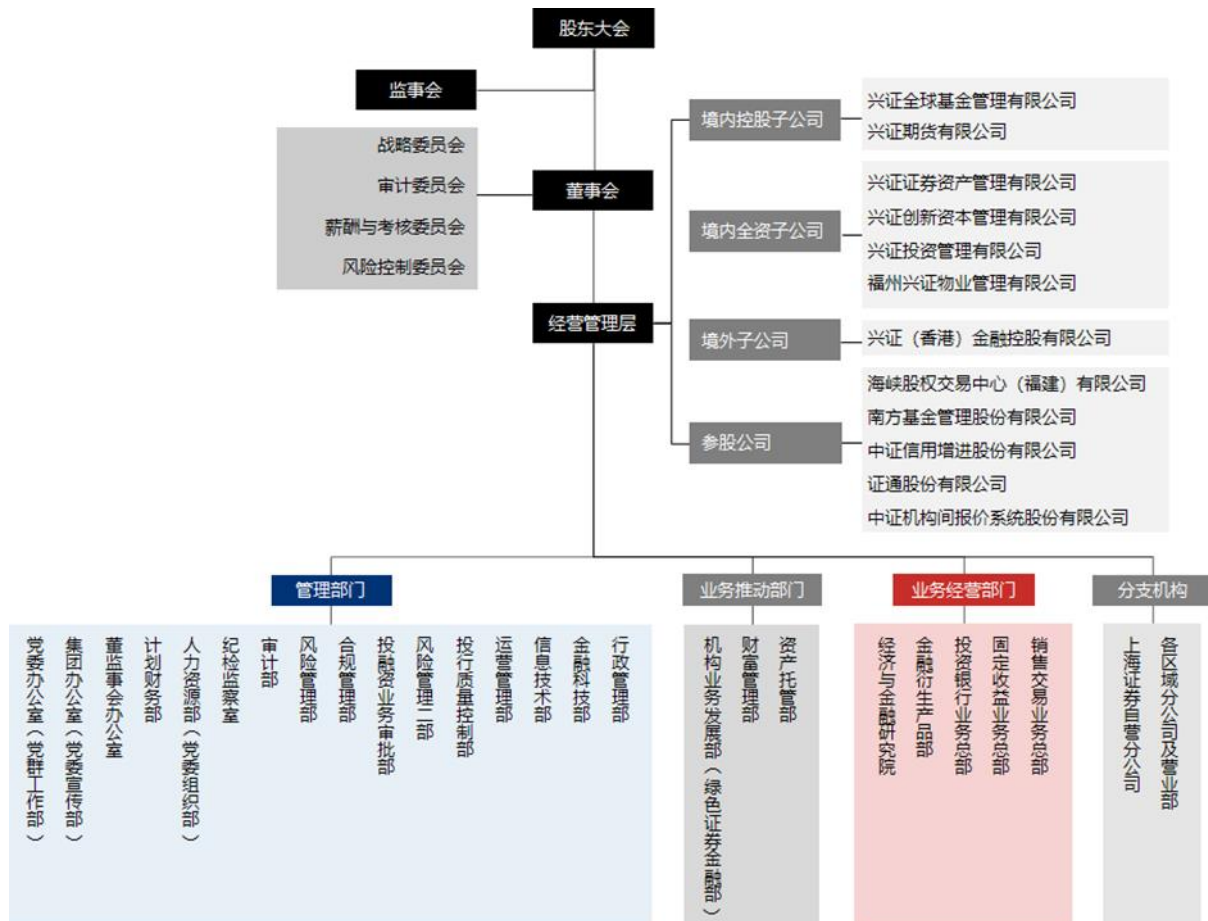 股东大会
监事会
战略委员会
审计委员会
薪酬与考核委员会
风险控制委员会
董事会
经营管理层
境内控股子公司
兴证全球基金管理有限公司
兴证期货有限公司
境内全资子公司
兴证证券资产管理有限公司
兴证创新资本管理有限公司
兴证投资管理有限公司
福州兴证物业管理有限公司
境外子公司
兴证（香港）金融控股有限公司
参股公司
海峡股权交易中心（福建）有限公司
南方基金管理股份有限公司
中证信用增进股份有限公司
证通股份有限公司
中证机构间报价系统股份有限公司
管理部门
党委办公室（党群工作部）
集团办公室（党委宣传部）
董监事会办公室
计划财务部
人力资源部（党委组织部）
纪检监察室
审计部
风险管理部
合规管理部
投融资业务审批部
风险管理二部
投行质量控制部
运营管理部
信息技术部
金融科技部
行政管理部
业务推动部门
机构业务发展部（绿色证券金融部）
财富管理部
资产托管部
业务经营部门
经济与金融研究院
金融衍生产品部
投资银行业务总部
固定收益业务总部
销售交易业务总部
分支机构
上海证券自营分公司
各区域分公司及营业部